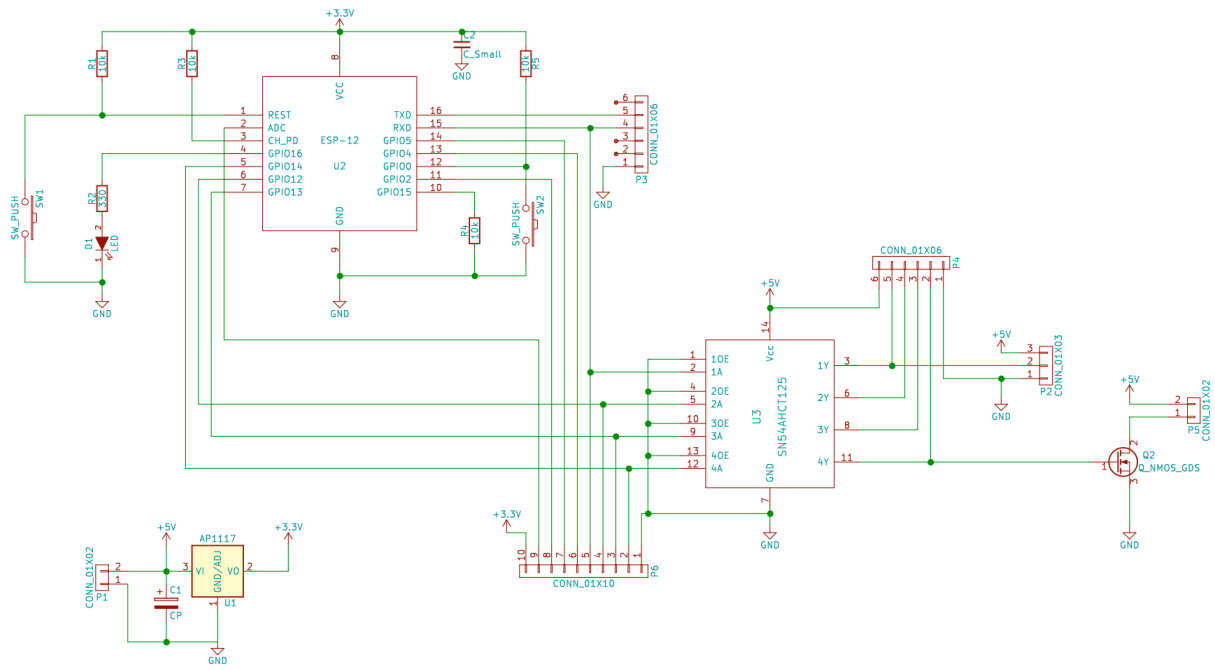 +3.3V
R1
10k
R3
10k
8
VCC
C2
C_Small
GND
10k
R5
1 REST
2 ADC
3 CH_PD
4 GPIO16
5 GPIO14
6 GPIO12
7 GPIO13
ESP-12
U2
TXD 16
RXD 15
GPIO5 14
GPIO4 13
GPIO0 12
GPIO2 11
GPIO15 10
GND
9
GND
6
5
4
3
2
1
CONN_01X06
P3
GND
SW_PUSH
SW1
R2
330
2
D1
LED
1
GND
R4
10k
SW_PUSH
SW2
CONN_01X06
P4
6
5
4
3
2
1
+5V
14
Vcc
1 1OE
2 1A
4 2OE
5 2A
10 3OE
9 3A
13 4OE
12 4A
U3
SN54AHCT125
1Y 3
2Y 6
3Y 8
4Y 11
GND
7
GND
+5V
3
2
1
CONN_01X03
P2
GND
+5V
2
1
CONN_01X02
P5
Q2
Q_NMOS_GDS
1
2
3
GND
+3.3V
10
9
8
7
6
5
4
3
2
1
P6
CONN_01X10
+5V
AP1117
+3.3V
CONN_01X02
2
1
P1
3 VI
GND/ADJ
VO 2
1
U1
+
C1
CP
GND